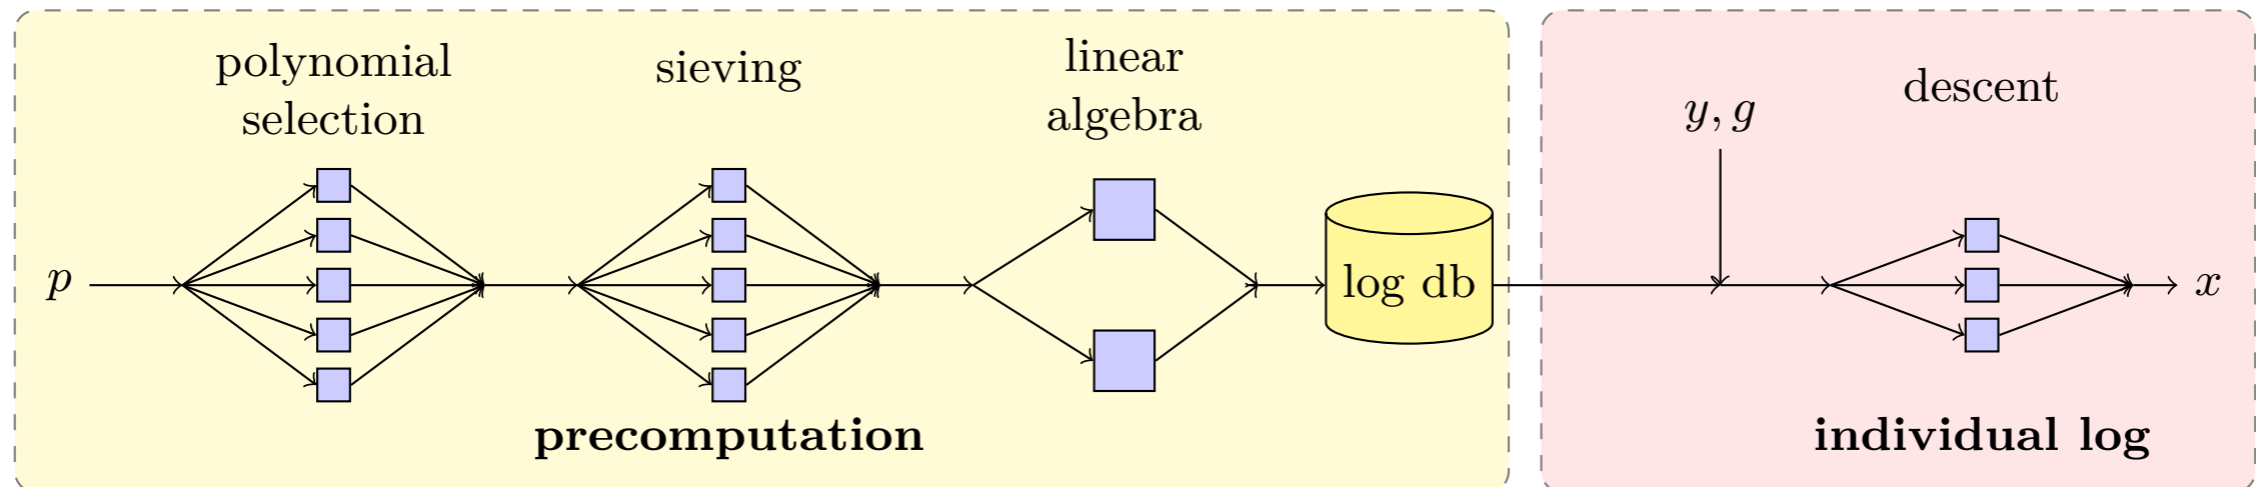 polynomial
selection
sieving
linear
algebra
p
log db
precomputation
y, g
descent
x
individual log